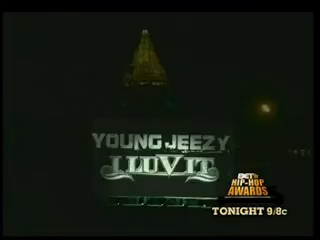 YOUNG JEEZY
I LUV IT
BET
HIP-HOP
AWARDS
TONIGHT 9/8c